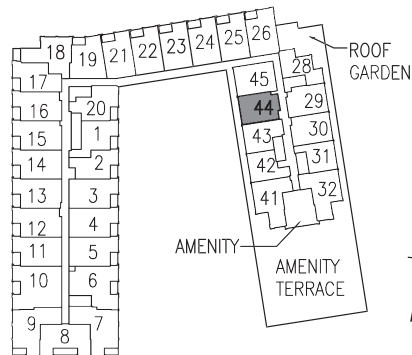 18 19 21 22 23 24 25 26
ROOF
GARDEN
17 20 45 28
16 1 44 29
15 43 30
14 2 42 31
13 3 41 32
12 4
11 5
AMENITY
10 6
AMENITY
TERRACE
9 8 7